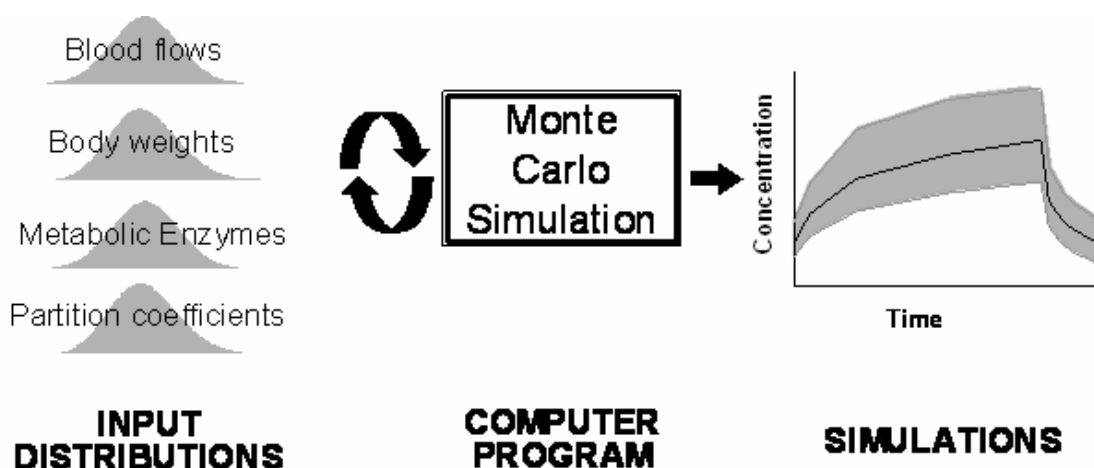 Blood flows
Body weights
Metabolic Enzymes
Partition coefficients
INPUT
DISTRIBUTIONS
Monte
Carlo
Simulation
COMPUTER
PROGRAM
Concentration
Time
SIMULATIONS